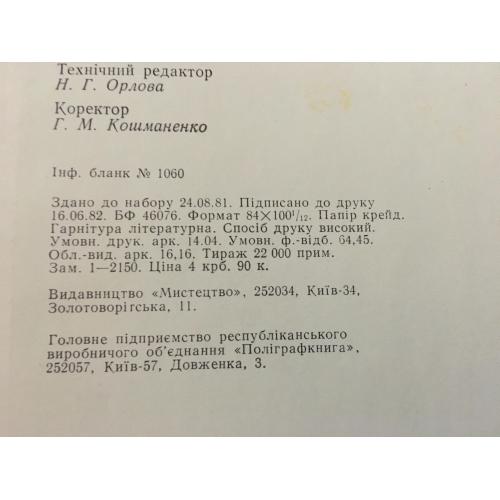 Технічний редактор
Н. Г. Орлова
Коректор
Г. М. Кошманенко
Інф. бланк № 1060
Здано до набору 24.08.81. Підписано до друку
16.06.82. БФ 46076. Формат 84×100¹/₁₂. Папір крейд.
Гарнітура літературна. Спосіб друку високий.
Умовн. друк. арк. 14.04. Умовн. ф.-відб. 64,45.
Обл.-вид. арк. 16,16. Тираж 22 000 прим.
Зам. 1—2150. Ціна 4 крб. 90 к.
Видавництво «Мистецтво», 252034, Київ-34,
Золотоворітська, 11.
Головне підприємство республіканського
виробничого об'єднання «Поліграфкнига»,
252057, Київ-57, Довженка, 3.